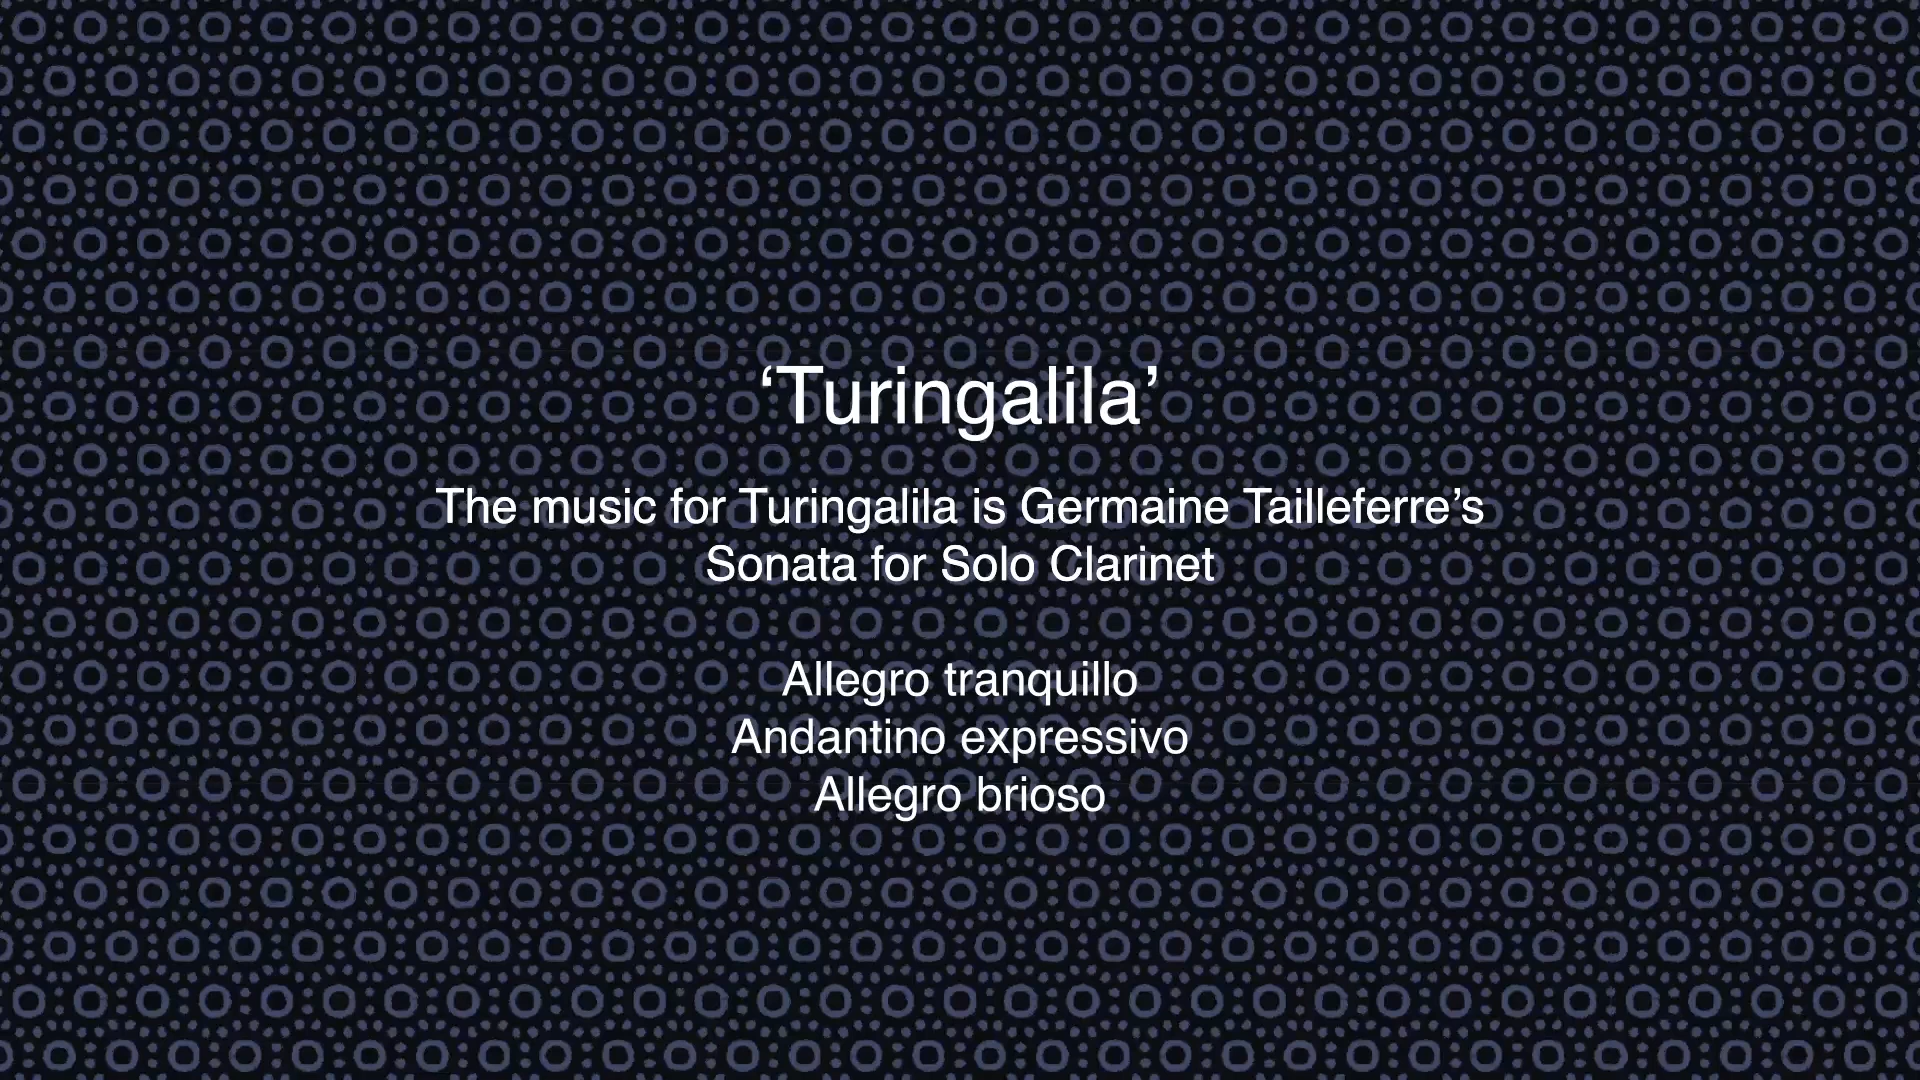 ‘Turingalila’
The music for Turingalila is Germaine Tailleferre’s
Sonata for Solo Clarinet
Allegro tranquillo
Andantino expressivo
Allegro brioso